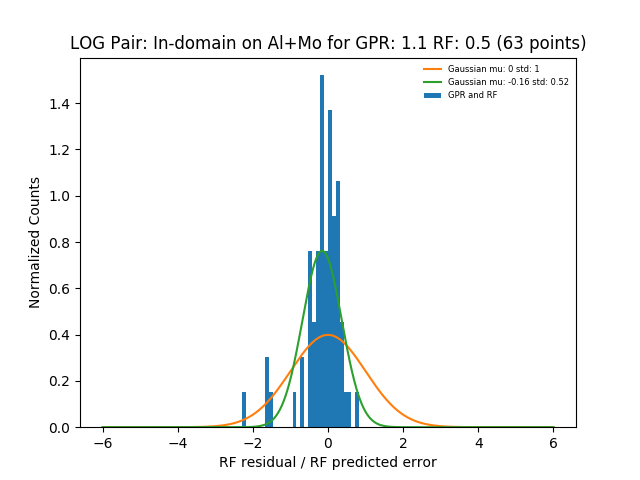 LOG Pair: In-domain on Al+Mo for GPR: 1.1 RF: 0.5 (63 points)
Gaussian mu: 0 std: 1
Gaussian mu: -0.16 std: 0.52
GPR and RF
Normalized Counts
1.4
1.2
1.0
0.8
0.6
0.4
0.2
0.0
−6 −4 −2 0 2 4 6
RF residual / RF predicted error